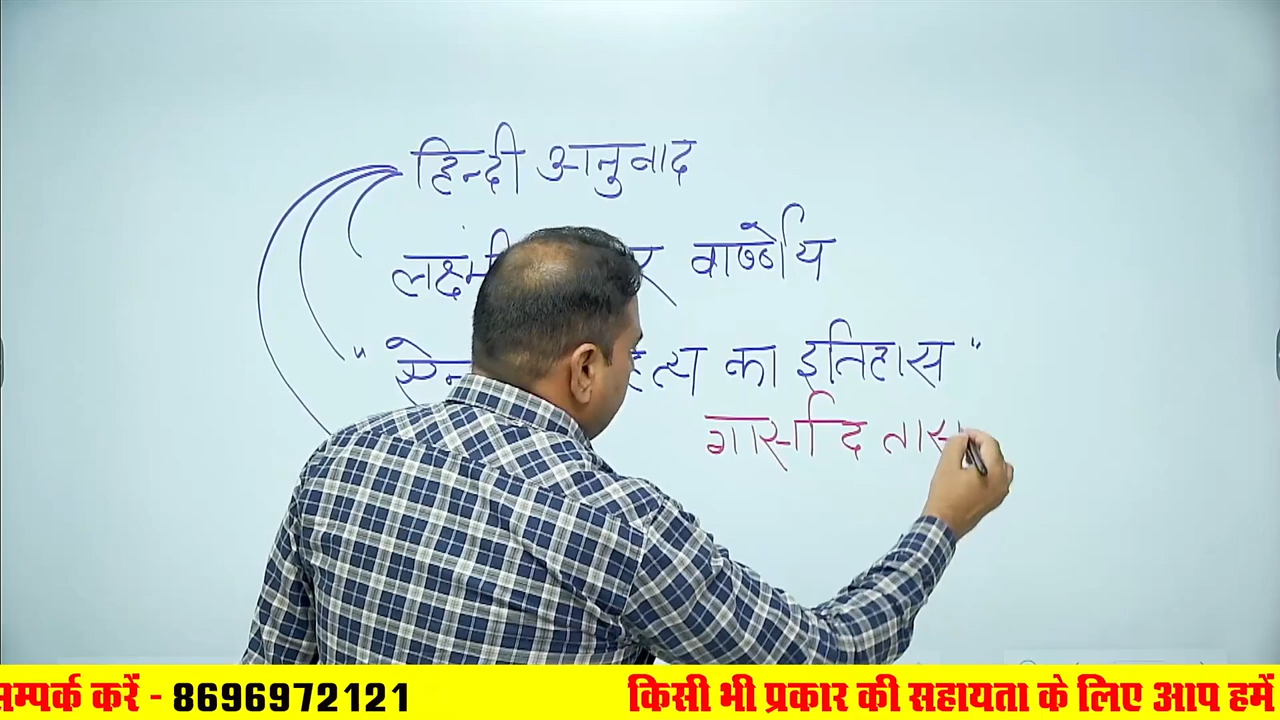 हिन्दी अनुवाद
वार्ष्णेय
का इतिहास"
गार्सा दि
सम्पर्क करें - 8696972121 किसी भी प्रकार की सहायता के लिए आप हमें